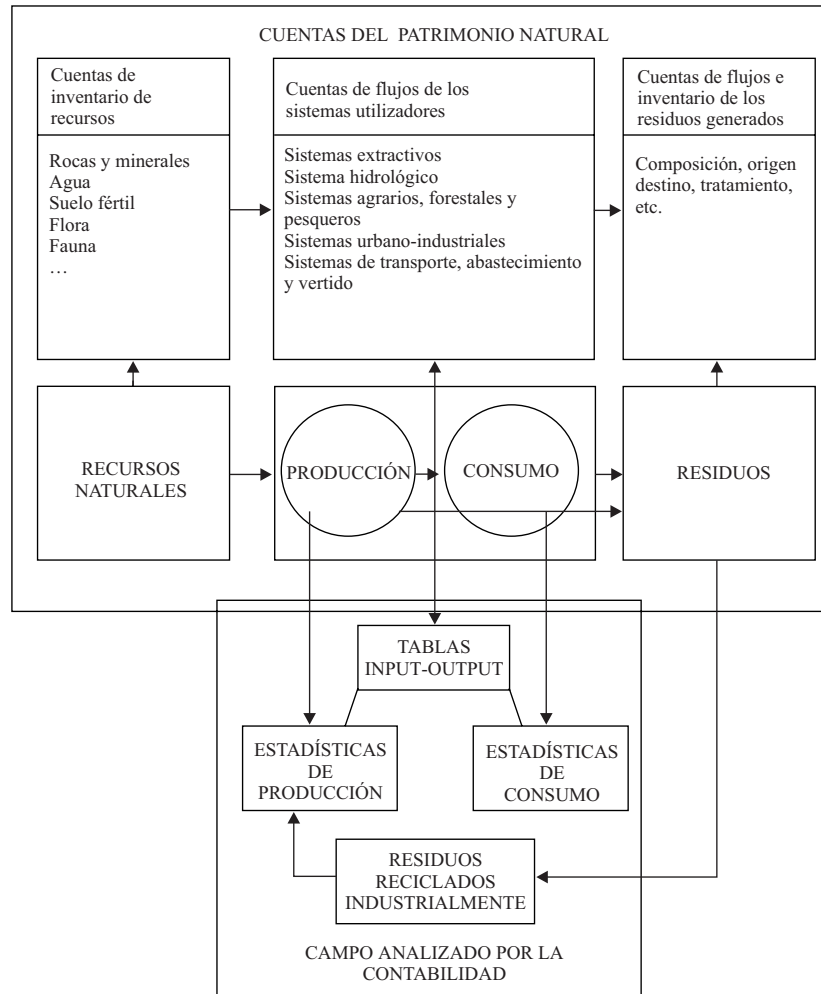 CUENTAS DEL PATRIMONIO NATURAL
Cuentas de
inventario de
recursos
Rocas y minerales
Agua
Suelo fértil
Flora
Fauna
…
Cuentas de flujos de los
sistemas utilizadores
Sistemas extractivos
Sistema hidrológico
Sistemas agrarios, forestales y
pesqueros
Sistemas urbano-industriales
Sistemas de transporte, abastecimiento
y vertido
Cuentas de flujos e
inventario de los
residuos generados
Composición, origen
destino, tratamiento,
etc.
RECURSOS
NATURALES
PRODUCCIÓN
CONSUMO
RESIDUOS
TABLAS
INPUT-OUTPUT
ESTADÍSTICAS
DE
PRODUCCIÓN
ESTADÍSTICAS
DE
CONSUMO
RESIDUOS
RECICLADOS
INDUSTRIALMENTE
CAMPO ANALIZADO POR LA
CONTABILIDAD